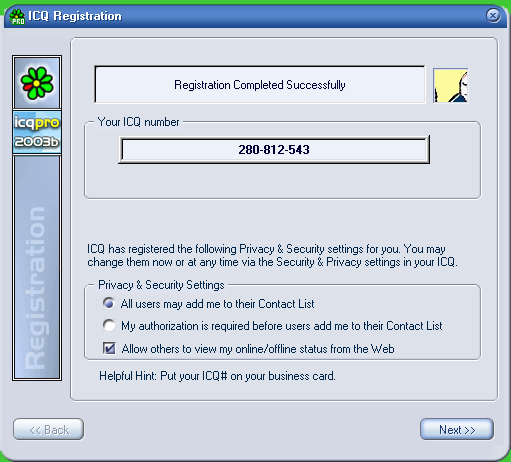 PRO ICQ Registration
Registration Completed Successfully
icqpro
2003b
Your ICQ number
280-812-543
Registration
ICQ has registered the following Privacy & Security settings for you. You may
change them now or at any time via the Security & Privacy settings in your ICQ.
Privacy & Security Settings
All users may add me to their Contact List
My authorization is required before users add me to their Contact List
Allow others to view my online/offline status from the Web
Helpful Hint: Put your ICQ# on your business card.
<< Back
Next >>